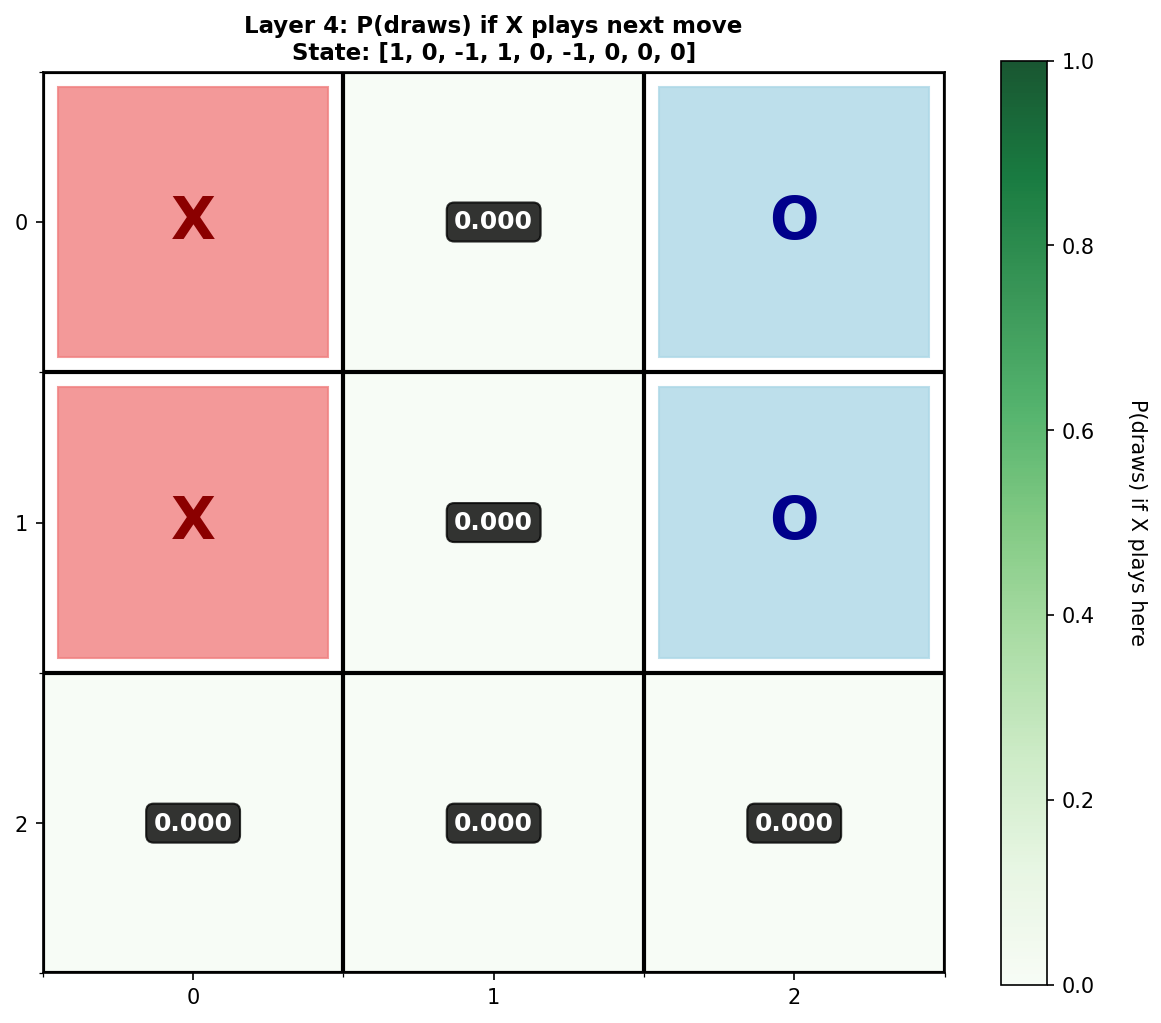 Layer 4: P(draws) if X plays next move
State: [1, 0, -1, 1, 0, -1, 0, 0, 0]
X
0.000
O
X
0.000
O
0.000
0.000
0.000
0
1
2
0
1
2
1.0
0.8
0.6
0.4
0.2
0.0
P(draws) if X plays here